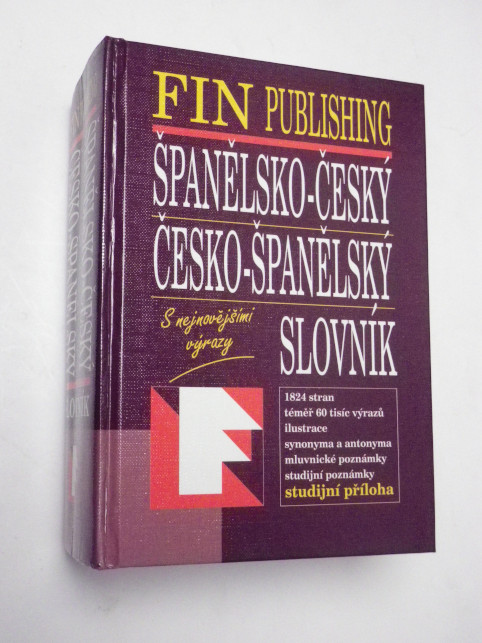 FIN PUBLISHING
ŠPANĚLSKO-ČESKÝ
ČESKO-ŠPANĚLSKÝ
S nejnovějšími
výrazy
SLOVNÍK
1824 stran
téměř 60 tisíc výrazů
ilustrace
synonyma a antonyma
mluvnické poznámky
studijní poznámky
studijní příloha